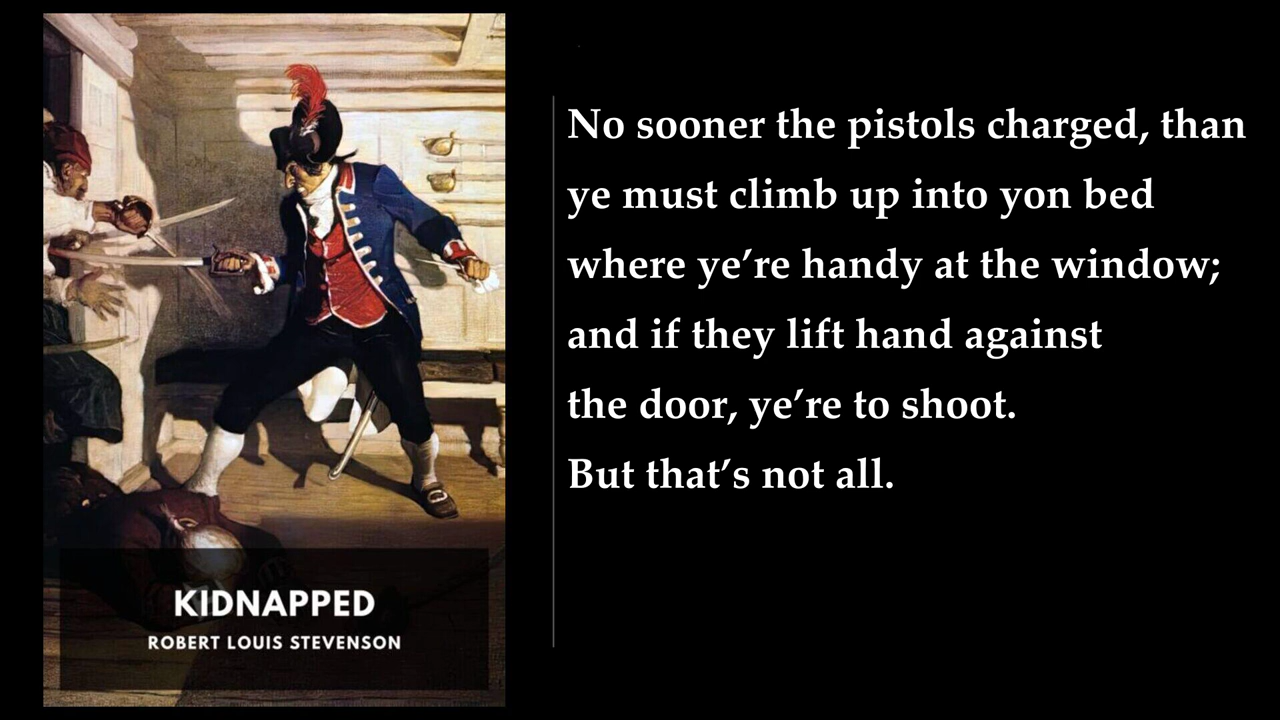 KIDNAPPED
ROBERT LOUIS STEVENSON
No sooner the pistols charged, than
ye must climb up into yon bed
where ye’re handy at the window;
and if they lift hand against
the door, ye’re to shoot.
But that’s not all.